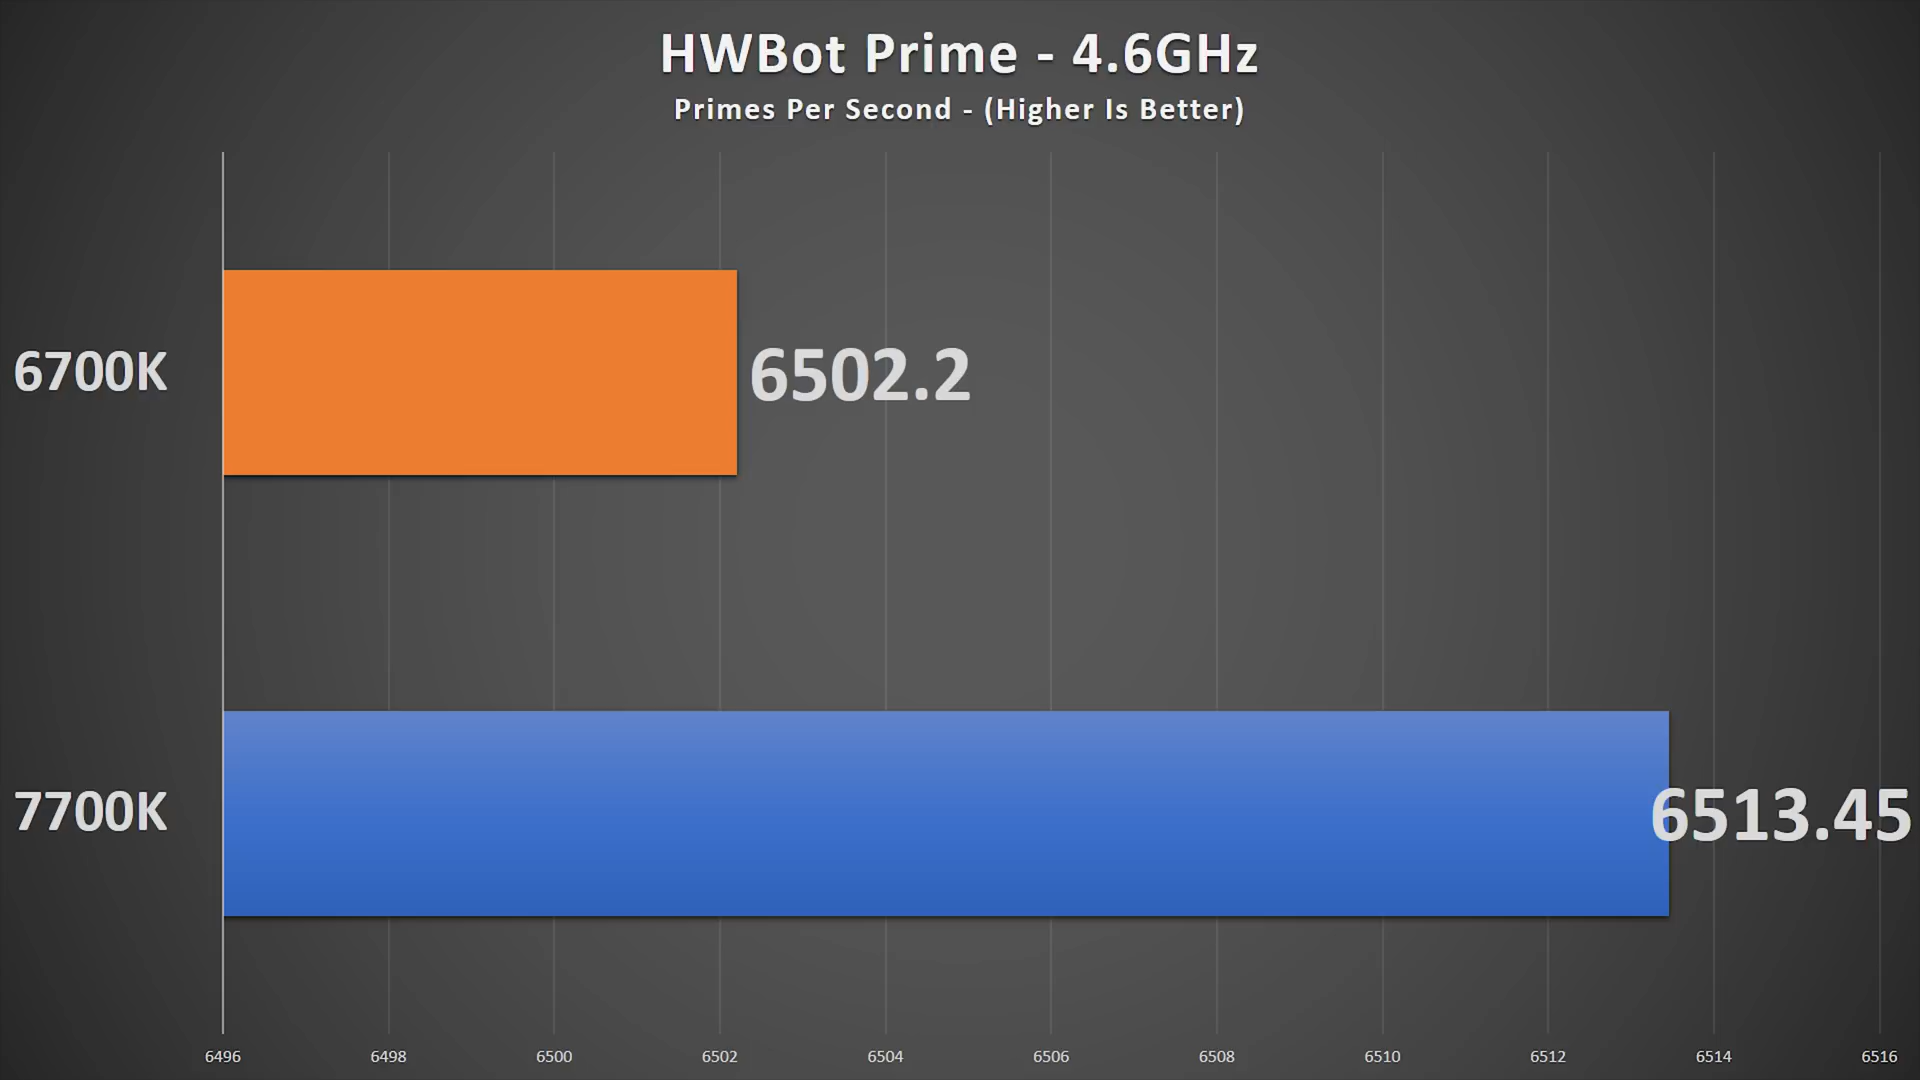 HWBot Prime - 4.6GHz
Primes Per Second - (Higher Is Better)
6700K
6502.2
7700K
6513.45
6496 6498 6500 6502 6504 6506 6508 6510 6512 6514 6516